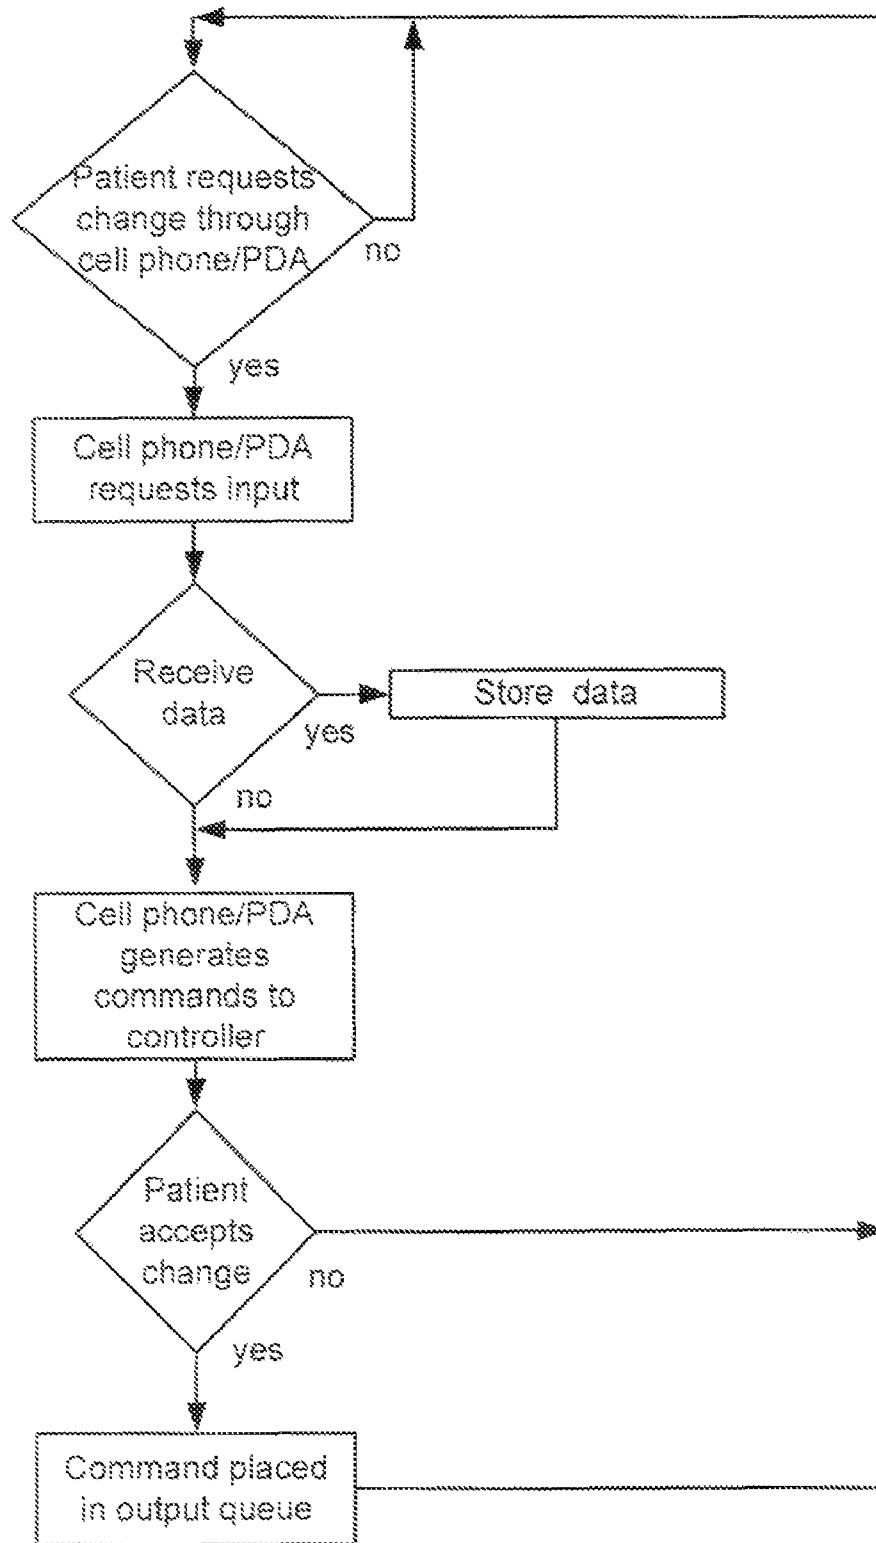 Patient requests
change through
cell phone/PDA
no
yes
Cell phone/PDA
requests input
Receive
data
yes
Store data
no
Cell phone/PDA
generates
commands to
controller
Patient
accepts
change
no
yes
Command placed
in output queue